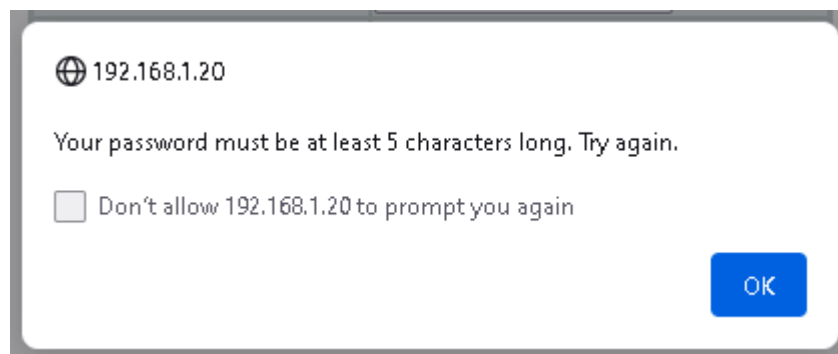 192.168.1.20
Your password must be at least 5 characters long. Try again.
Don't allow 192.168.1.20 to prompt you again
OK